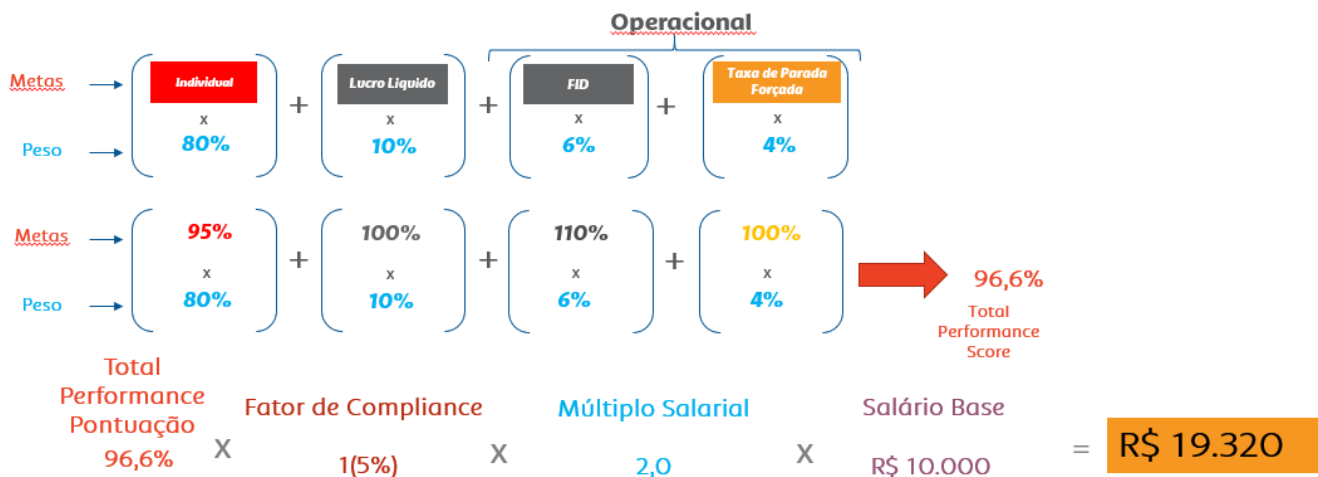 Operacional
Metas
Individual
+
Lucro Liquido
+
FID
+
Taxa de Parada
Forçada
x
x
x
x
Peso
80%
10%
6%
4%
Metas
95%
+
100%
+
110%
+
100%
x
x
x
x
Peso
80%
10%
6%
4%
96,6%
Total
Performance
Score
Total
Performance
Pontuação
96,6%
X
Fator de Compliance
1(5%)
X
Múltiplo Salarial
2,0
X
Salário Base
R$ 10.000
=
R$ 19.320